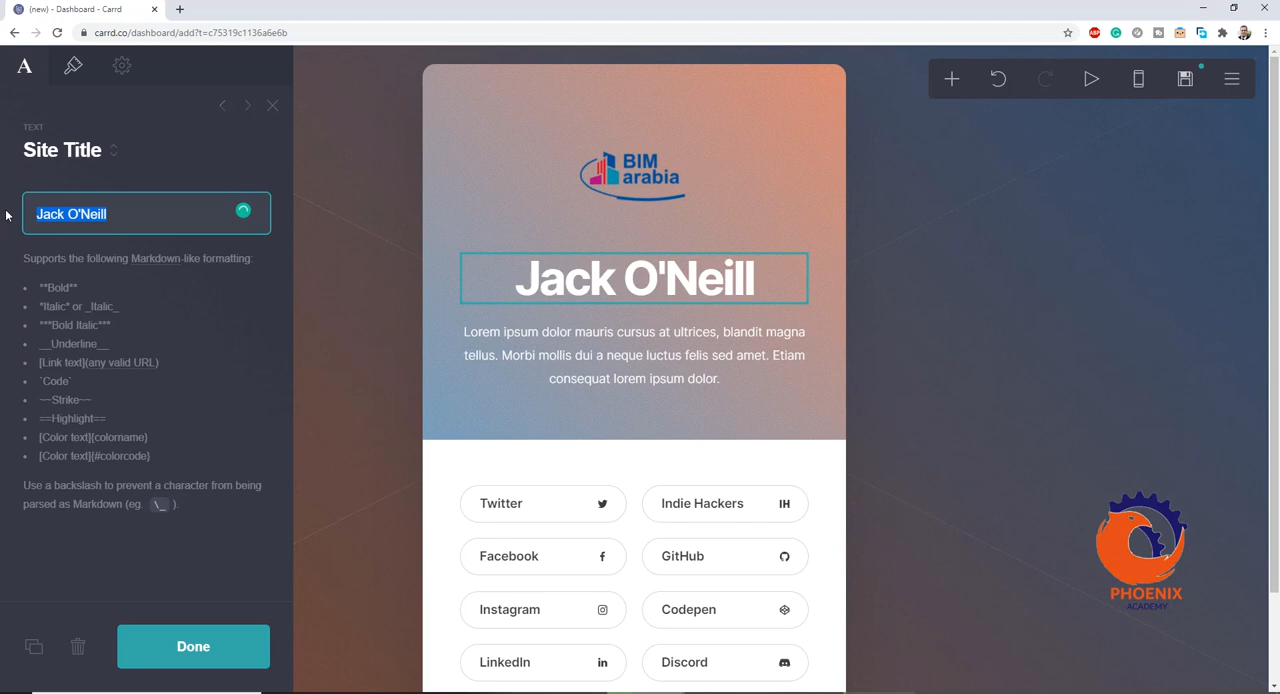 (new) - Dashboard - Carrd
carrd.co/dashboard/add?t=c75319c1136a6e6b
ABP
A
TEXT
Site Title
Jack O'Neill
Supports the following Markdown-like formatting:
**Bold**
*Italic* or _Italic_
***Bold Italic***
__Underline__
[Link text](any valid URL)
`Code`
~~Strike~~
==Highlight==
[Color text]{colorname}
[Color text]{#colorcode}
Use a backslash to prevent a character from being
parsed as Markdown (eg. \_ ).
Done
BIM
arabia
Jack O'Neill
Lorem ipsum dolor mauris cursus at ultrices, blandit magna
tellus. Morbi mollis dui a neque luctus felis sed amet. Etiam
consequat lorem ipsum dolor.
Twitter
Indie Hackers IH
Facebook
GitHub
Instagram
Codepen
LinkedIn in
Discord
PHOENIX
ACADEMY